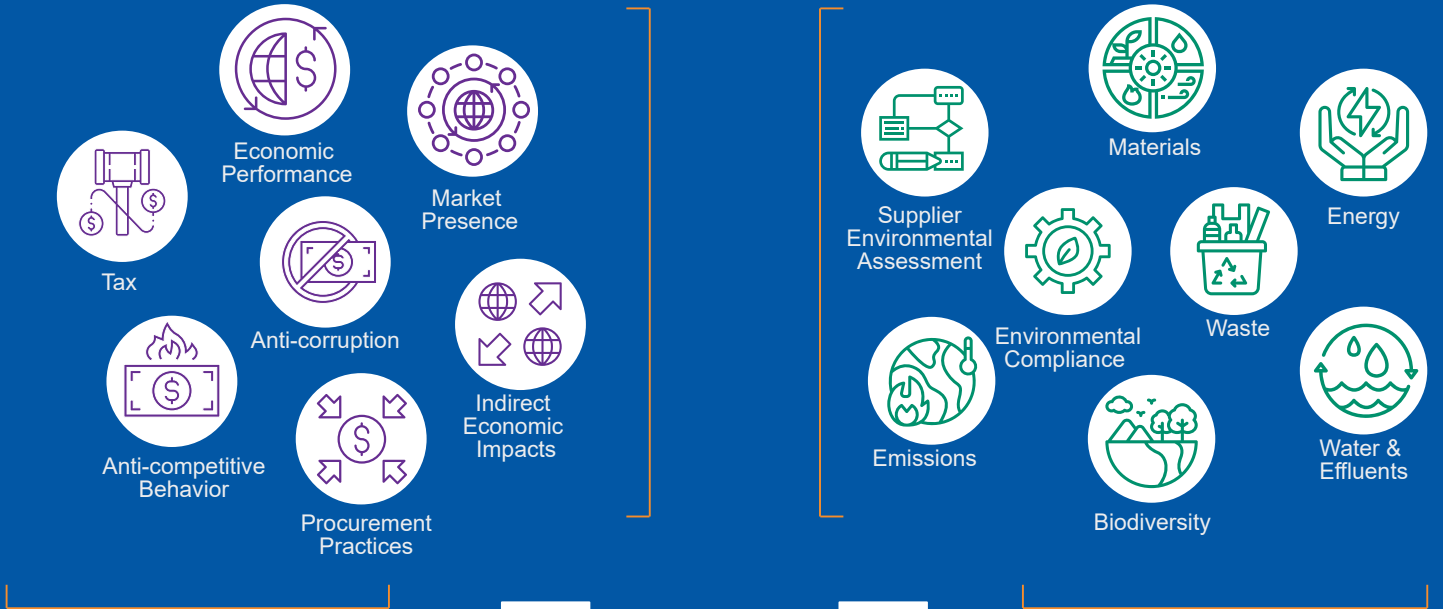 Economic
Performance
Market
Presence
Tax
Anti-corruption
Indirect
Economic
Impacts
Anti-competitive
Behavior
Procurement
Practices
Materials
Supplier
Environmental
Assessment
Energy
Environmental
Compliance
Waste
Emissions
Water &
Effluents
Biodiversity